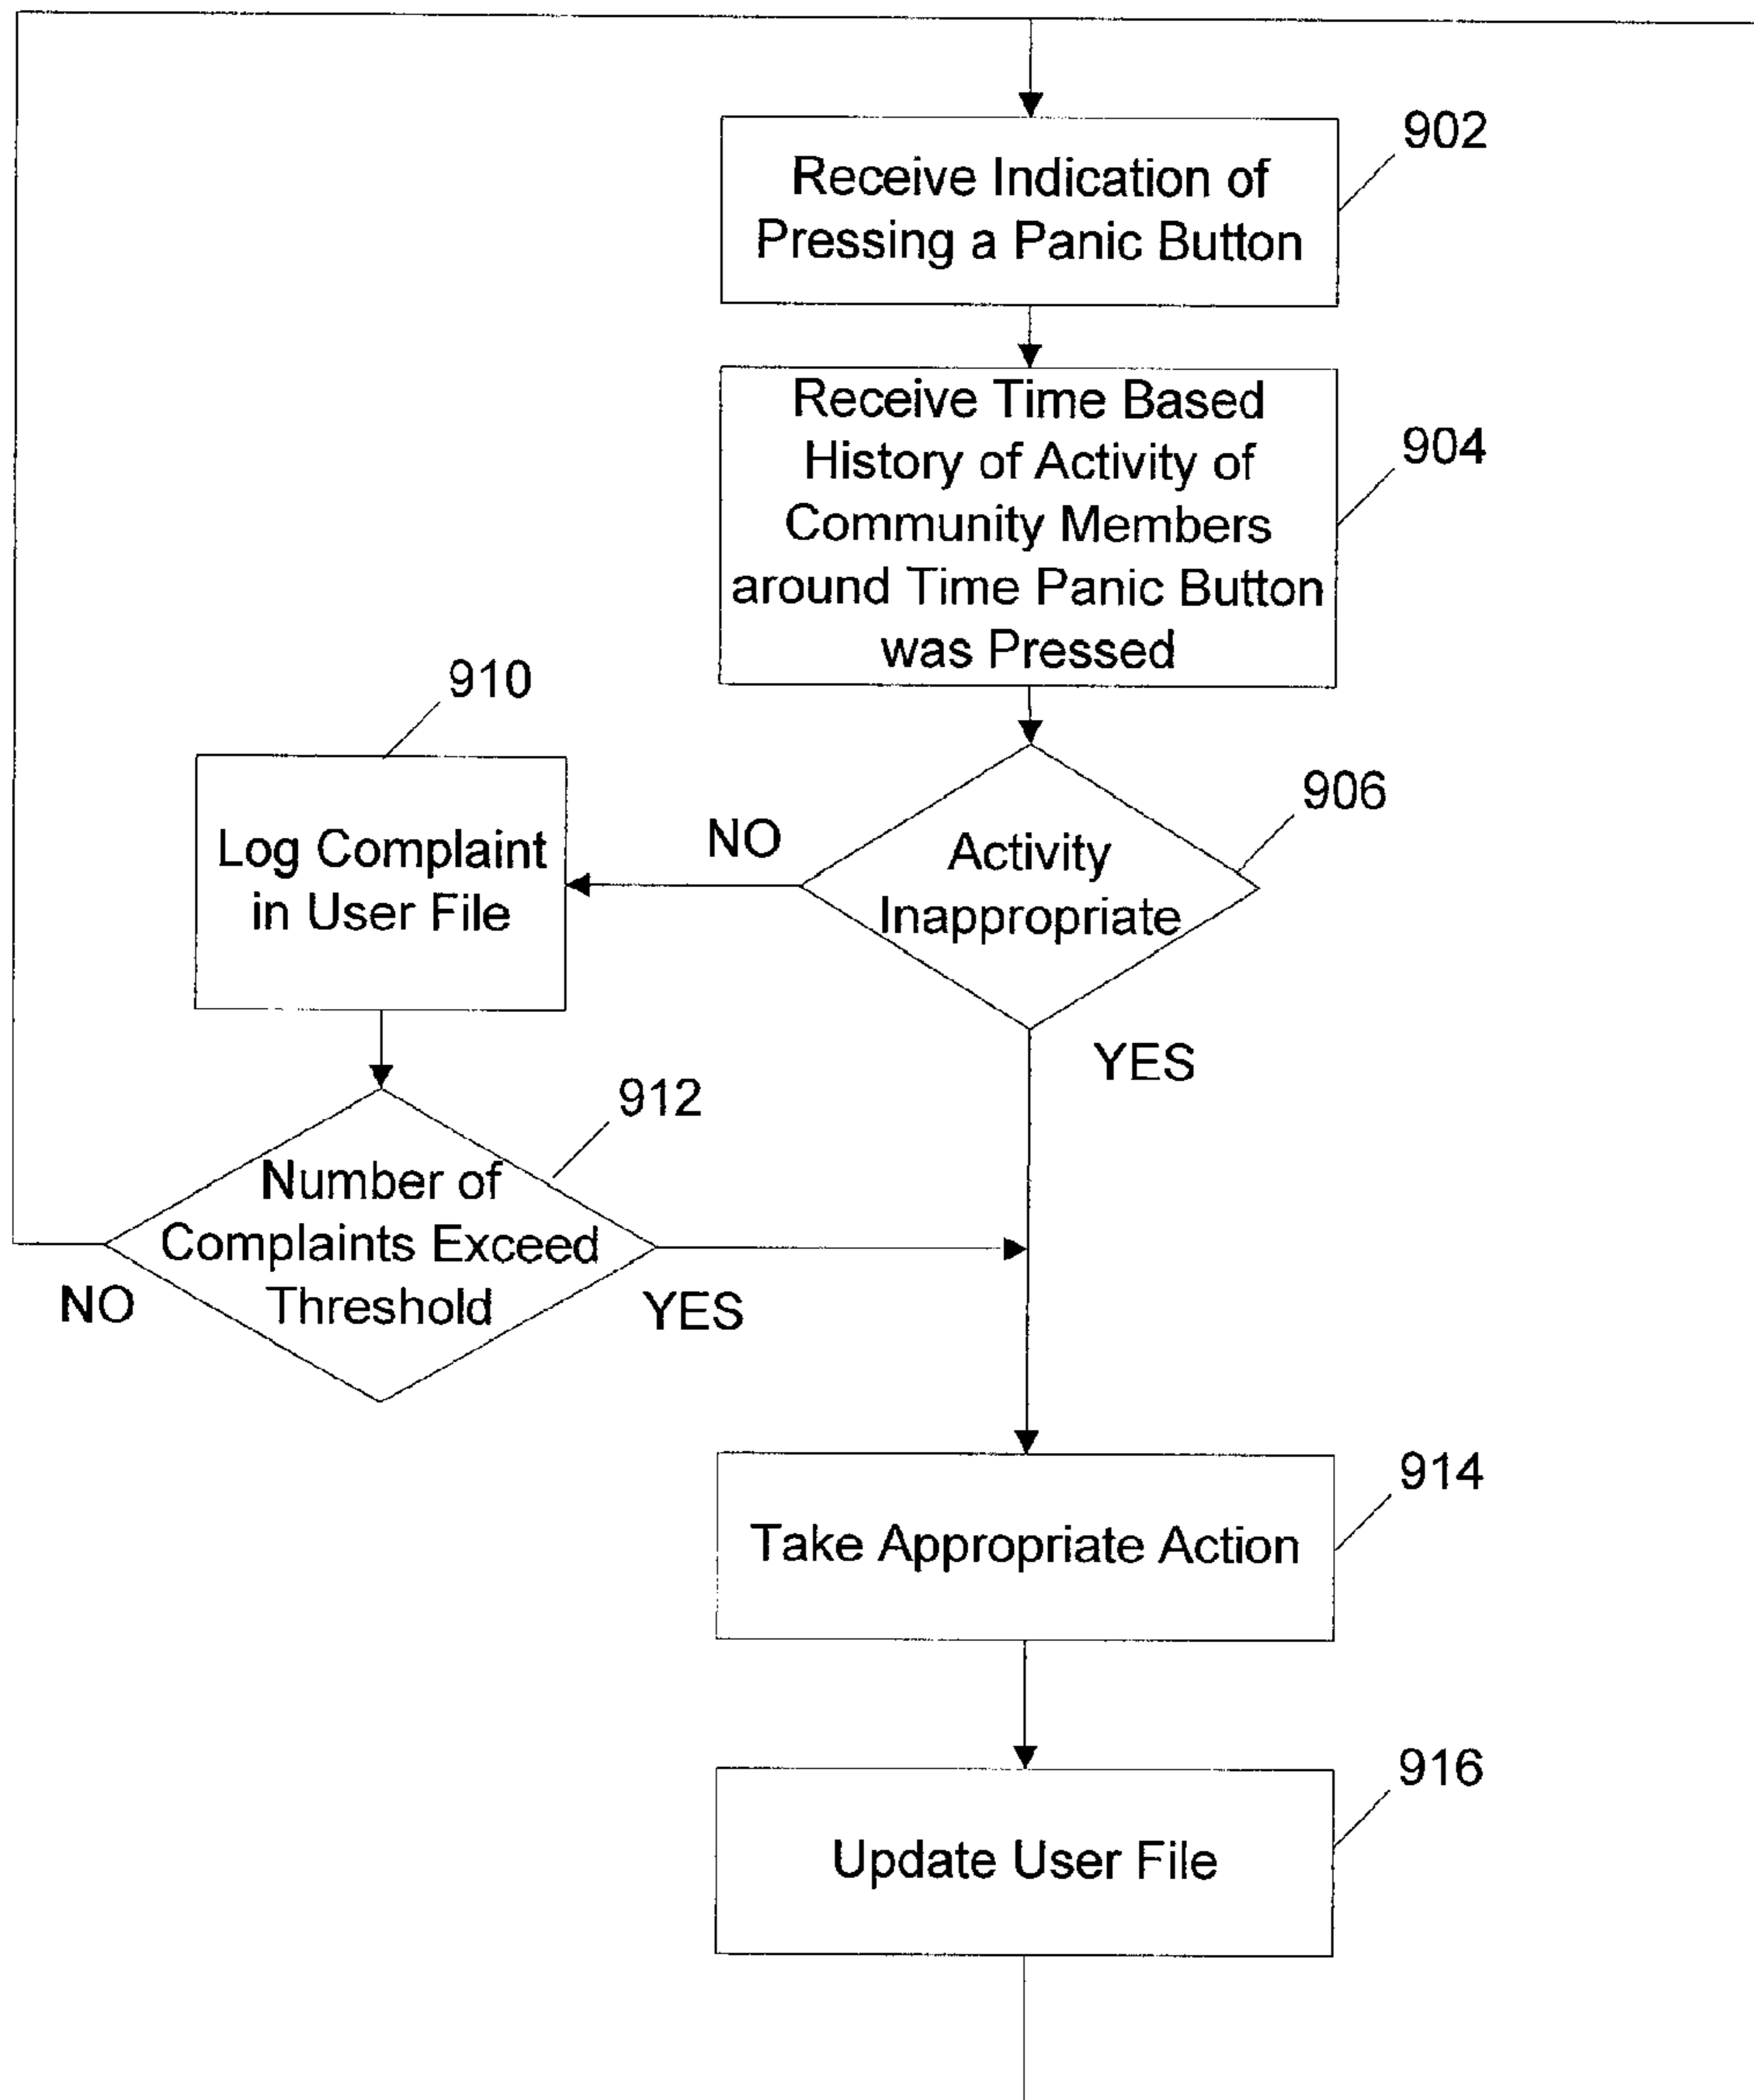 902
Receive Indication of
Pressing a Panic Button
Receive Time Based
History of Activity of
Community Members
around Time Panic Button
was Pressed
904
910
Log Complaint
in User File
NO
906
Activity
Inappropriate
YES
912
Number of
Complaints Exceed
Threshold
NO
YES
914
Take Appropriate Action
916
Update User File